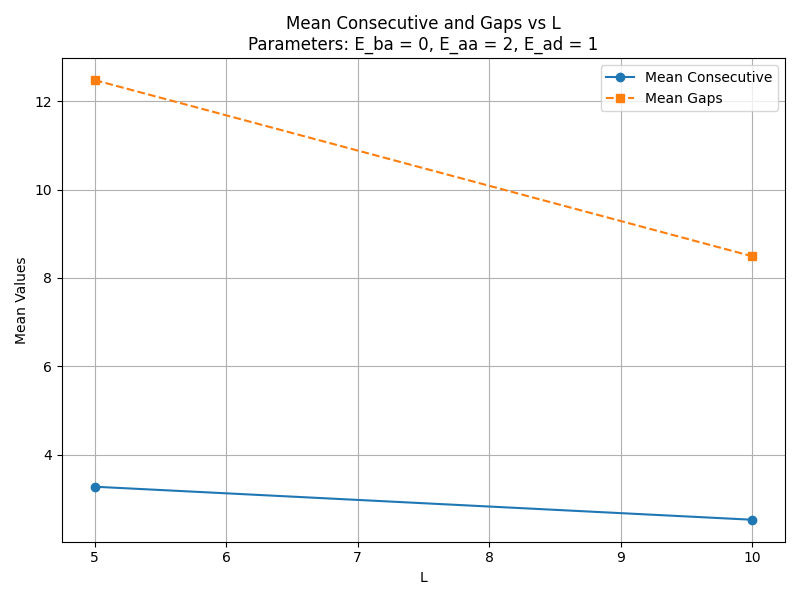 Mean Consecutive and Gaps vs L
Parameters: E_ba = 0, E_aa = 2, E_ad = 1
Mean Consecutive
Mean Gaps
Mean Values
12
10
8
6
4
5 6 7 8 9 10
L